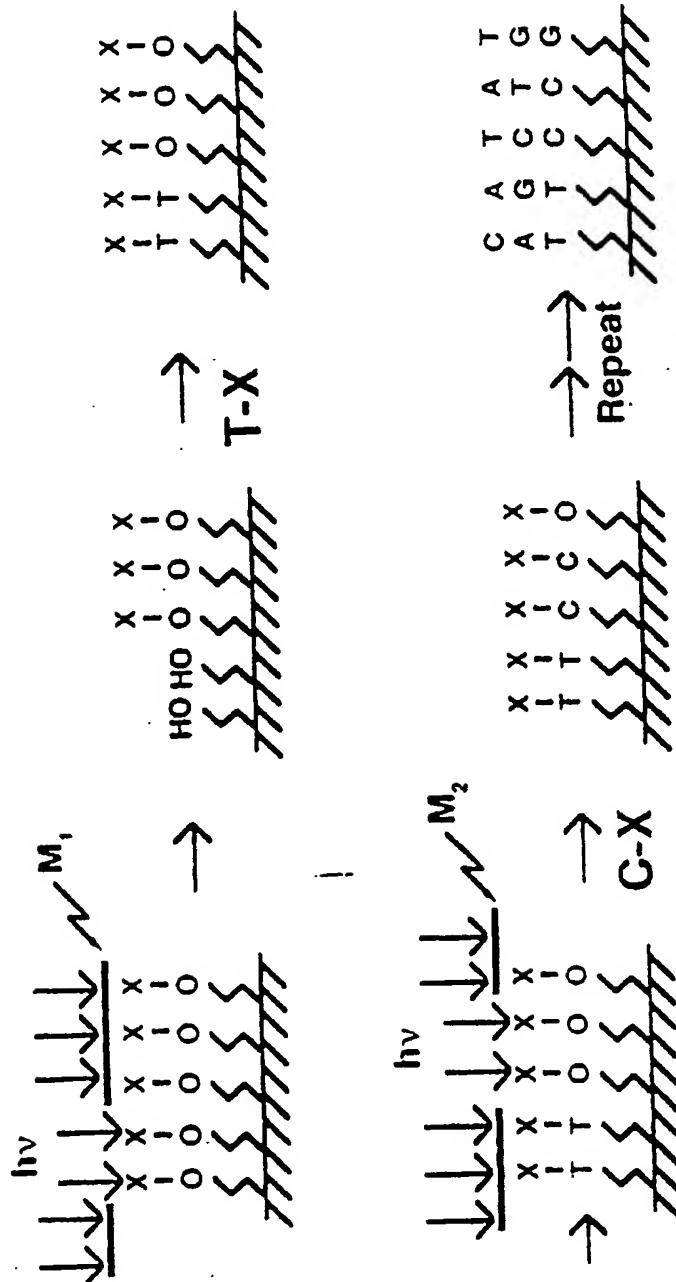 hν
M₁
X X X X X
O O O O O
X X X
HO HO O O O
T-X
X X X X X
T T O O O
hν
M₂
X X X X X
T T O O O
C-X
X X X X X
T T C C O
Repeat
C A T A T
A G C T G
T T C C G